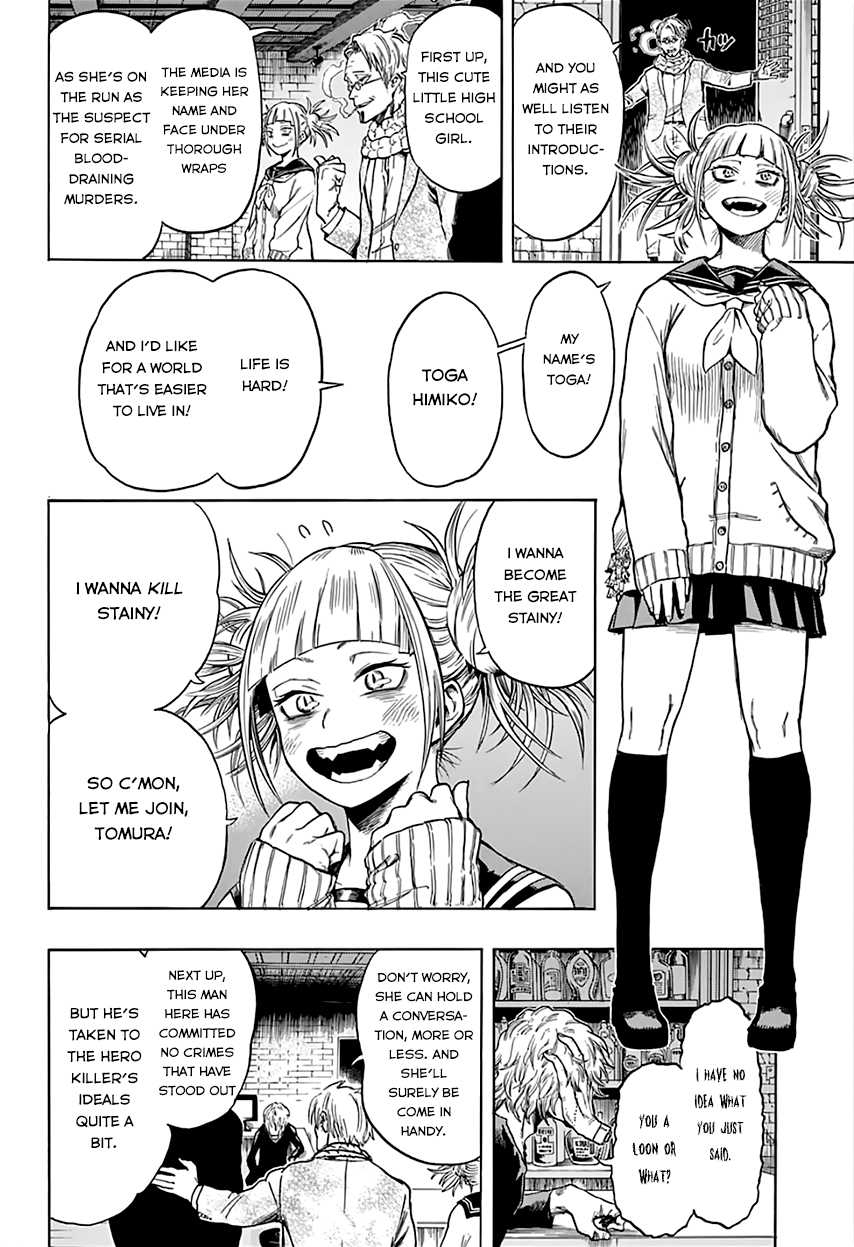 AND YOU
MIGHT AS
WELL LISTEN
TO THEIR
INTRODUC-
TIONS.
ガッ
FIRST UP,
THIS CUTE
LITTLE HIGH
SCHOOL
GIRL.
THE MEDIA IS
KEEPING HER
NAME AND
FACE UNDER
THOROUGH
WRAPS
AS SHE'S ON
THE RUN AS
THE SUSPECT
FOR SERIAL
BLOOD-
DRAINING
MURDERS.
MY
NAME'S
TOGA!
TOGA
HIMIKO!
LIFE IS
HARD!
AND I'D LIKE
FOR A WORLD
THAT'S EASIER
TO LIVE IN!
I WANNA
BECOME
THE GREAT
STAINY!
I WANNA KILL
STAINY!
SO C'MON,
LET ME JOIN,
TOMURA!
I HAVE NO
IDEA WHAT
YOU JUST
SAID.
YOU A
LOON OR
WHAT?
DON'T WORRY,
SHE CAN HOLD
A CONVERSA-
TION, MORE OR
LESS. AND
SHE'LL
SURELY BE
COME IN
HANDY.
NEXT UP,
THIS MAN
HERE HAS
COMMITTED
NO CRIMES
THAT HAVE
STOOD OUT
BUT HE'S
TAKEN TO
THE HERO
KILLER'S
IDEALS
QUITE A
BIT.